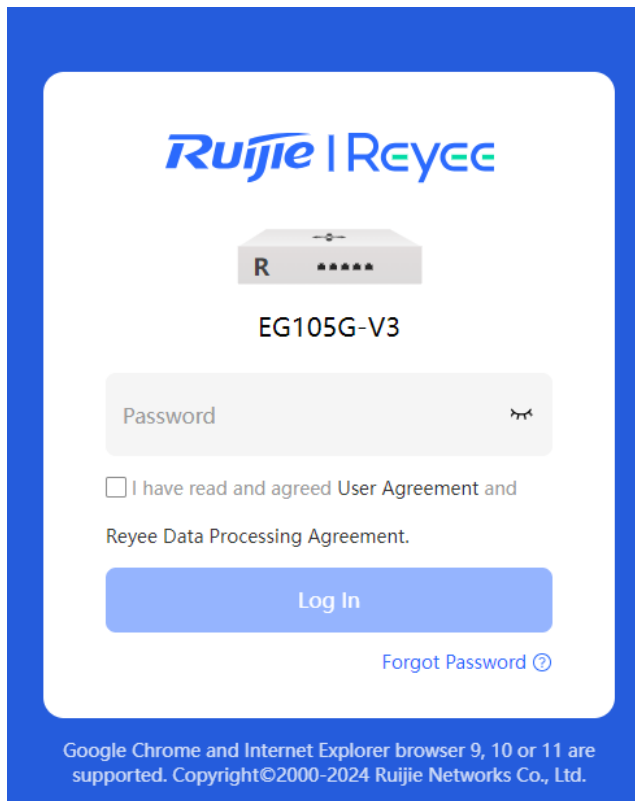 Ruijie | Reyee
R
EG105G-V3
Password
I have read and agreed User Agreement and
Reyee Data Processing Agreement.
Log In
Forgot Password ?
Google Chrome and Internet Explorer browser 9, 10 or 11 are
supported. Copyright©2000-2024 Ruijie Networks Co., Ltd.